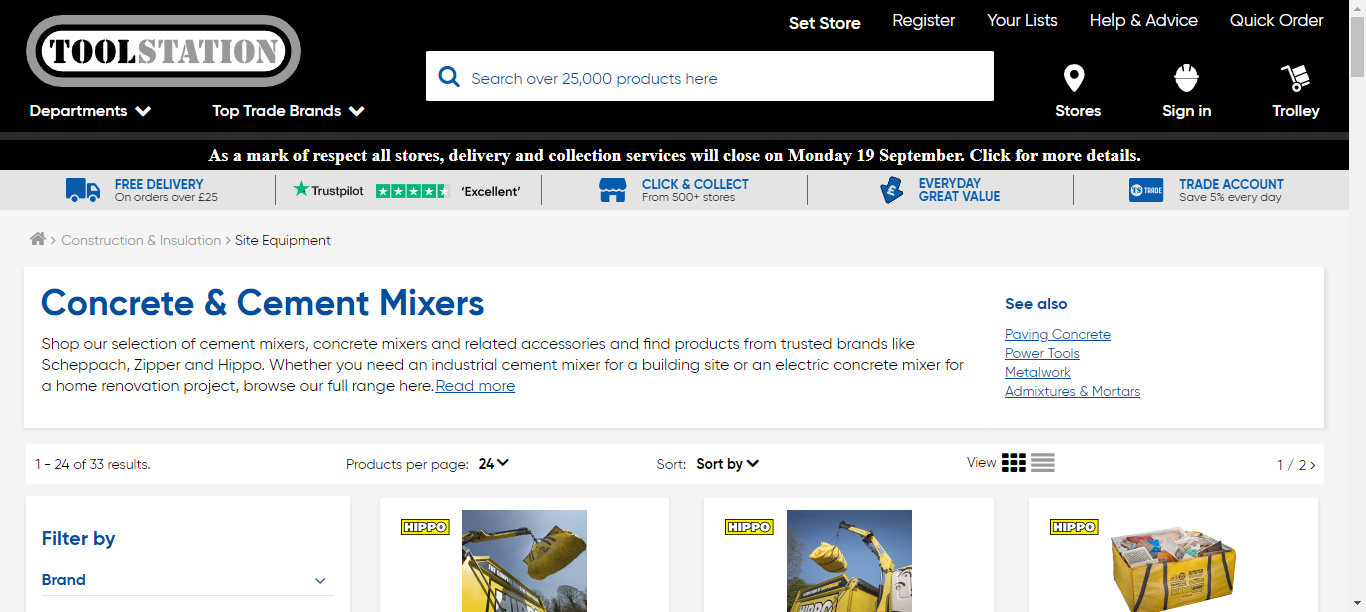 TOOLSTATION
Set Store
Register
Your Lists
Help & Advice
Quick Order
Search over 25,000 products here
Stores
Sign in
Trolley
Departments
Top Trade Brands
As a mark of respect all stores, delivery and collection services will close on Monday 19 September. Click for more details.
FREE DELIVERY
On orders over £25
Trustpilot
‘Excellent’
CLICK & COLLECT
From 500+ stores
£
EVERYDAY
GREAT VALUE
TS TRADE
TRADE ACCOUNT
Save 5% every day
Construction & Insulation > Site Equipment
Concrete & Cement Mixers
Shop our selection of cement mixers, concrete mixers and related accessories and find products from trusted brands like
Scheppach, Zipper and Hippo. Whether you need an industrial cement mixer for a building site or an electric concrete mixer for
a home renovation project, browse our full range here.Read more
See also
Paving Concrete
Power Tools
Metalwork
Admixtures & Mortars
1 - 24 of 33 results.
Products per page: 24
Sort: Sort by
View
1 / 2 >
Filter by
Brand
HIPPO
HIPPO
HIPPO
HIPPO
HIPPO